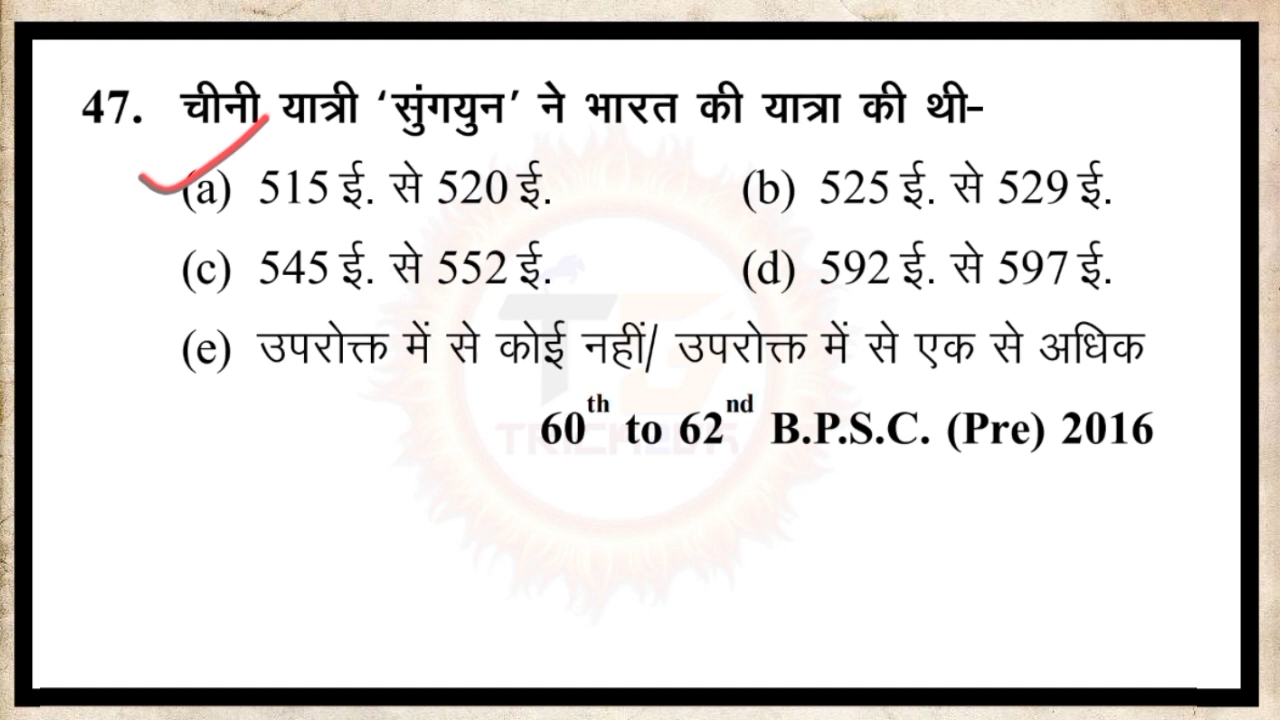 47. चीनी यात्री ‘सुंगयुन’ ने भारत की यात्रा की थी-
(a) 515 ई. से 520 ई. (b) 525 ई. से 529 ई.
(c) 545 ई. से 552 ई. (d) 592 ई. से 597 ई.
(e) उपरोक्त में से कोई नहीं/ उपरोक्त में से एक से अधिक
60th to 62nd B.P.S.C. (Pre) 2016